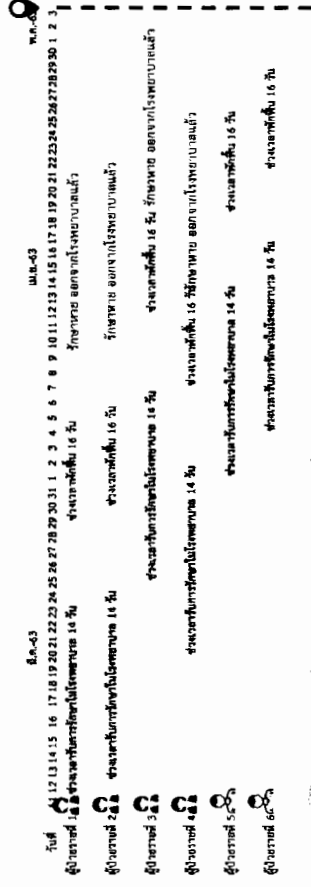 มี.ค.-63 เม.ย.-63 พ.ค.-63
วันที่ 12 13 14 15 16 17 18 19 20 21 22 23 24 25 26 27 28 29 30 31 1 2 3 4 5 6 7 8 9 10 11 12 13 14 15 16 17 18 19 20 21 22 23 24 25 26 27 28 29 30 1 2 3
ผู้ป่วยรายที่ 1 ช่วงเวลารับการรักษาในโรงพยาบาล 14 วัน ช่วงเวลาพักฟื้น 16 วัน รักษาหาย ออกจากโรงพยาบาลแล้ว
ผู้ป่วยรายที่ 2 ช่วงเวลารับการรักษาในโรงพยาบาล 14 วัน ช่วงเวลาพักฟื้น 16 วัน รักษาหาย ออกจากโรงพยาบาลแล้ว
ผู้ป่วยรายที่ 3 ช่วงเวลารับการรักษาในโรงพยาบาล 14 วัน ช่วงเวลาพักฟื้น 16 วัน รักษาหาย ออกจากโรงพยาบาลแล้ว
ผู้ป่วยรายที่ 4 ช่วงเวลารับการรักษาในโรงพยาบาล 14 วัน ช่วงเวลาพักฟื้น 16 วัน รักษาหาย ออกจากโรงพยาบาลแล้ว
ผู้ป่วยรายที่ 5 ช่วงเวลารับการรักษาในโรงพยาบาล 14 วัน ช่วงเวลาพักฟื้น 16 วัน
ผู้ป่วยรายที่ 6 ช่วงเวลารับการรักษาในโรงพยาบาล 14 วัน ช่วงเวลาพักฟื้น 16 วัน